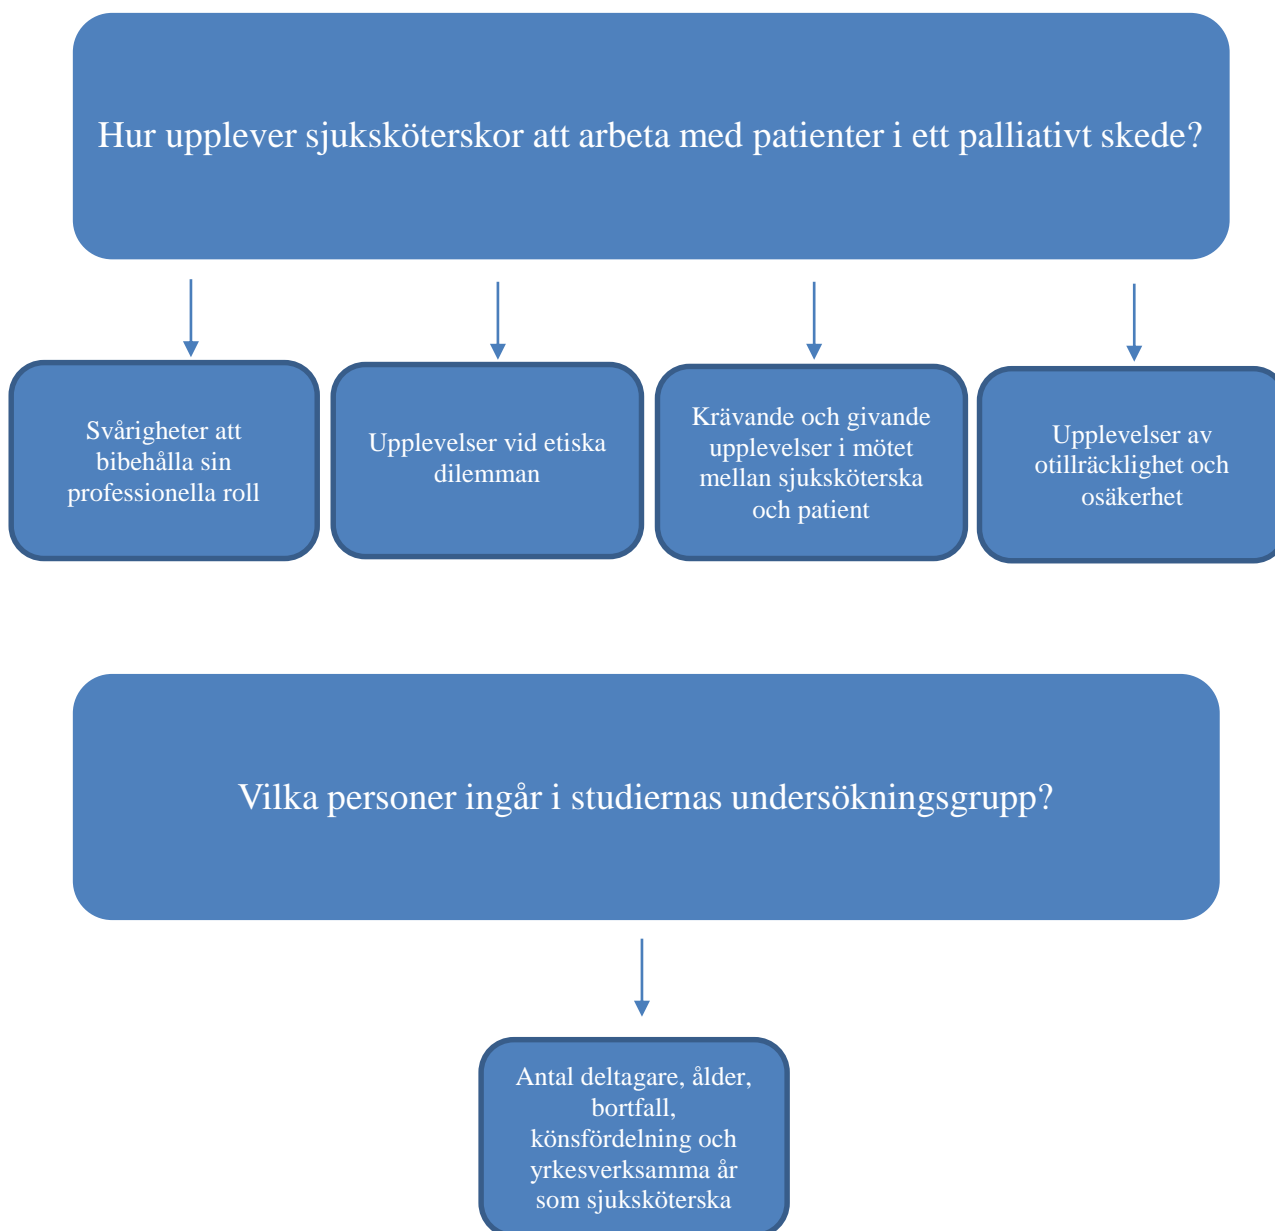 Hur upplever sjuksköterskor att arbeta med patienter i ett palliativt skede?
Svårigheter att
bibehålla sin
professionella roll
Upplevelser vid etiska
dilemman
Krävande och givande
upplevelser i mötet
mellan sjuksköterska
och patient
Upplevelser av
otillräcklighet och
osäkerhet
Vilka personer ingår i studiernas undersökningsgrupp?
Antal deltagare, ålder,
bortfall,
könsfördelning och
yrkesverksamma år
som sjuksköterska